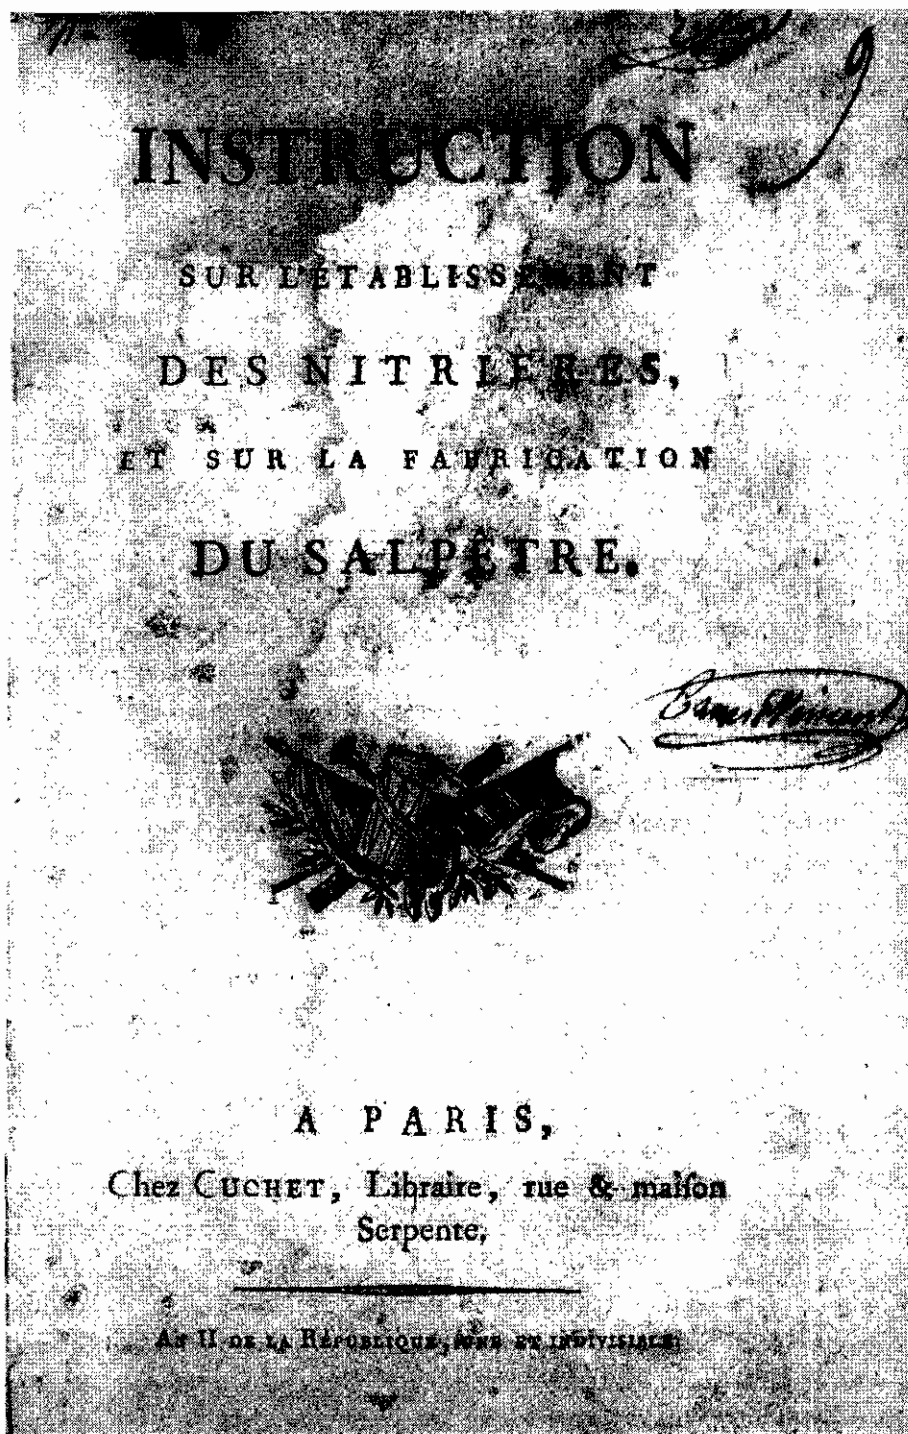 INSTRUCTION
SUR L'ÉTABLISSEMENT
DES NITRIÈRES,
ET SUR LA FABRICATION
DU SALPÊTRE.
A PARIS,
Chez CUCHET, Libraire, rue & maiſon
Serpente,
AN II DE LA RÉPUBLIQUE, UNE ET INDIVISIBLE.